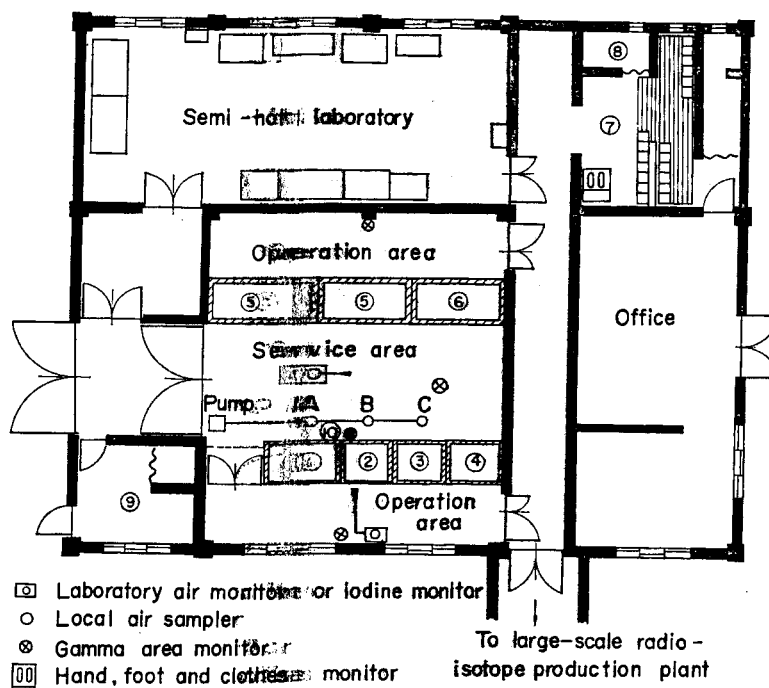 ⑧
Semi-hot laboratory
⑦
Operation area
⑤ ⑤ ⑥
Office
Service area
Pump A B C
⑩
② ③ ④
⑨
Operation
area
Laboratory air monitor or iodine monitor
Local air sampler
Gamma area monitor
Hand, foot and clothes monitor
To large-scale radio-
isotope production plant